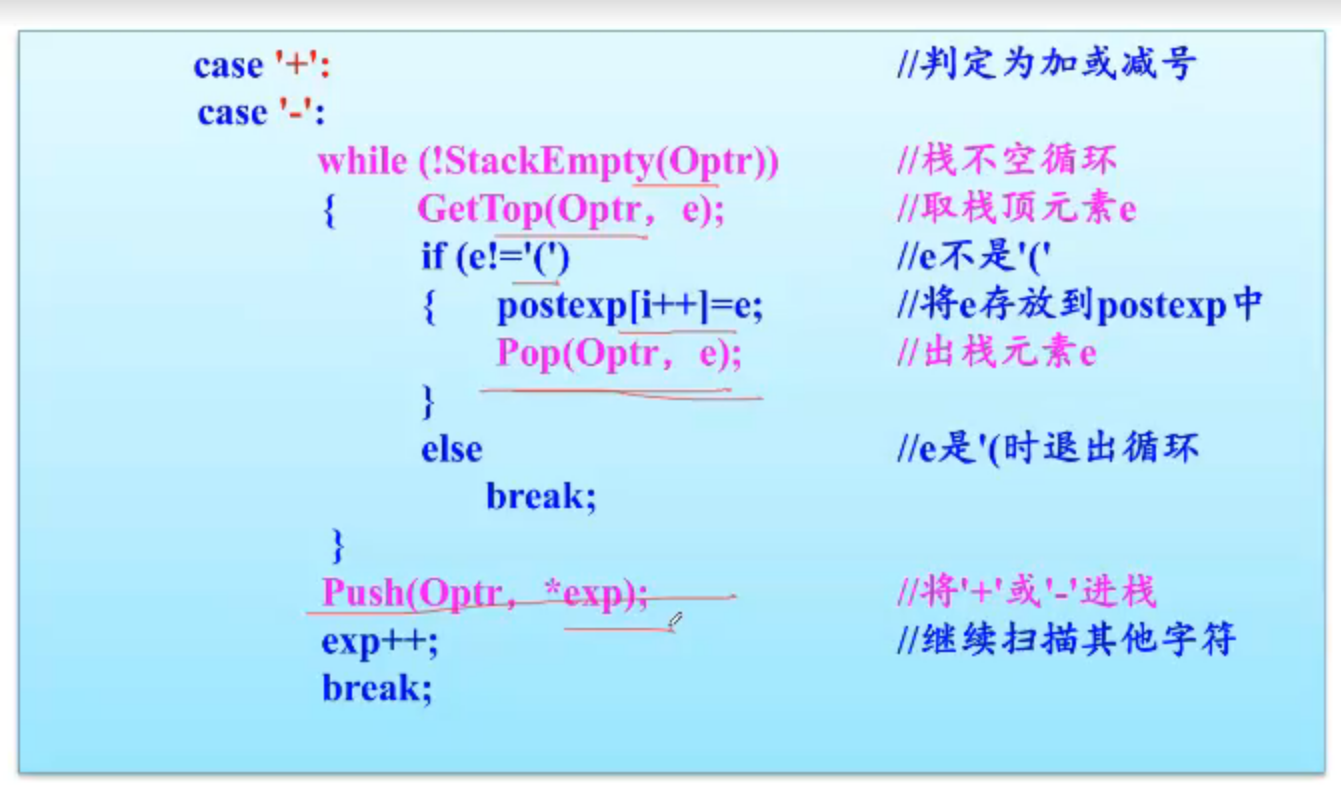 case '+': //判定为加或减号
case '-':
while (!StackEmpty(Optr)) //栈不空循环
{ GetTop(Optr, e); //取栈顶元素e
if (e!='(') //e不是'('
{ postexp[i++]=e; //将e存放到postexp中
Pop(Optr, e); //出栈元素e
}
else //e是'(时退出循环
break;
}
Push(Optr, *exp); //将'+'或'-'进栈
exp++; //继续扫描其他字符
break;